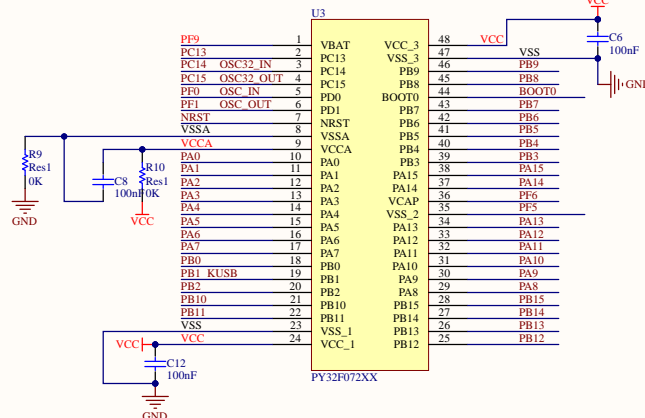 U3
VCC
PF9 1 VBAT VCC_3 48 VCC
C6
100nF
PC13 2 PC13 VSS_3 47 VSS
PC14 OSC32_IN 3 PC14 PB9 46 PB9
PC15 OSC32_OUT 4 PC15 PB8 45 PB8
GND
PF0 OSC_IN 5 PD0 BOOT0 44 BOOT0
PF1 OSC_OUT 6 PD1 PB7 43 PB7
NRST 7 NRST PB6 42 PB6
VSSA 8 VSSA PB5 41 PB5
VCCA 9 VCCA PB4 40 PB4
PA0 10 PA0 PB3 39 PB3
PA1 11 PA1 PA15 38 PA15
PA2 12 PA2 PA14 37 PA14
PA3 13 PA3 VCAP 36 PF6
PA4 14 PA4 VSS_2 35 PF5
PA5 15 PA5 PA13 34 PA13
PA6 16 PA6 PA12 33 PA12
PA7 17 PA7 PA11 32 PA11
PB0 18 PB0 PA10 31 PA10
PB1 KUSB 19 PB1 PA9 30 PA9
PB2 20 PB2 PA8 29 PA8
PB10 21 PB10 PB15 28 PB15
PB11 22 PB11 PB14 27 PB14
VSS 23 VSS_1 PB13 26 PB13
VCC 24 VCC_1 PB12 25 PB12
R9
Res1
0K
GND
C8
100nF
R10
Res1
0K
VCC
VCC
C12
100nF
GND
PY32F072XX